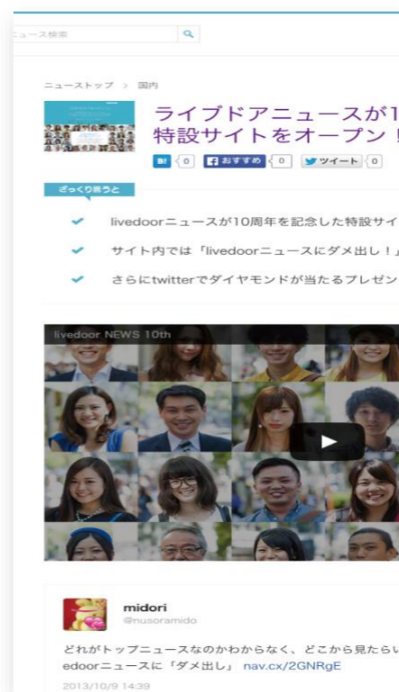 ニュース検索
ニューストップ > 国内
ライブドアニュースが1
特設サイトをオープン！
B! 0 おすすめ 0 ツイート 0
ざっくり言うと
livedoorニュースが10周年を記念した特設サイ
サイト内では「livedoorニュースにダメ出し！」
さらにtwitterでダイヤモンドが当たるプレゼン
livedoor NEWS 10th
midori
@nusoramido
どれがトップニュースなのかわからなく、どこから見たらい
edoorニュースに「ダメ出し」 nav.cx/2GNRgE
2013/10/9 14:39